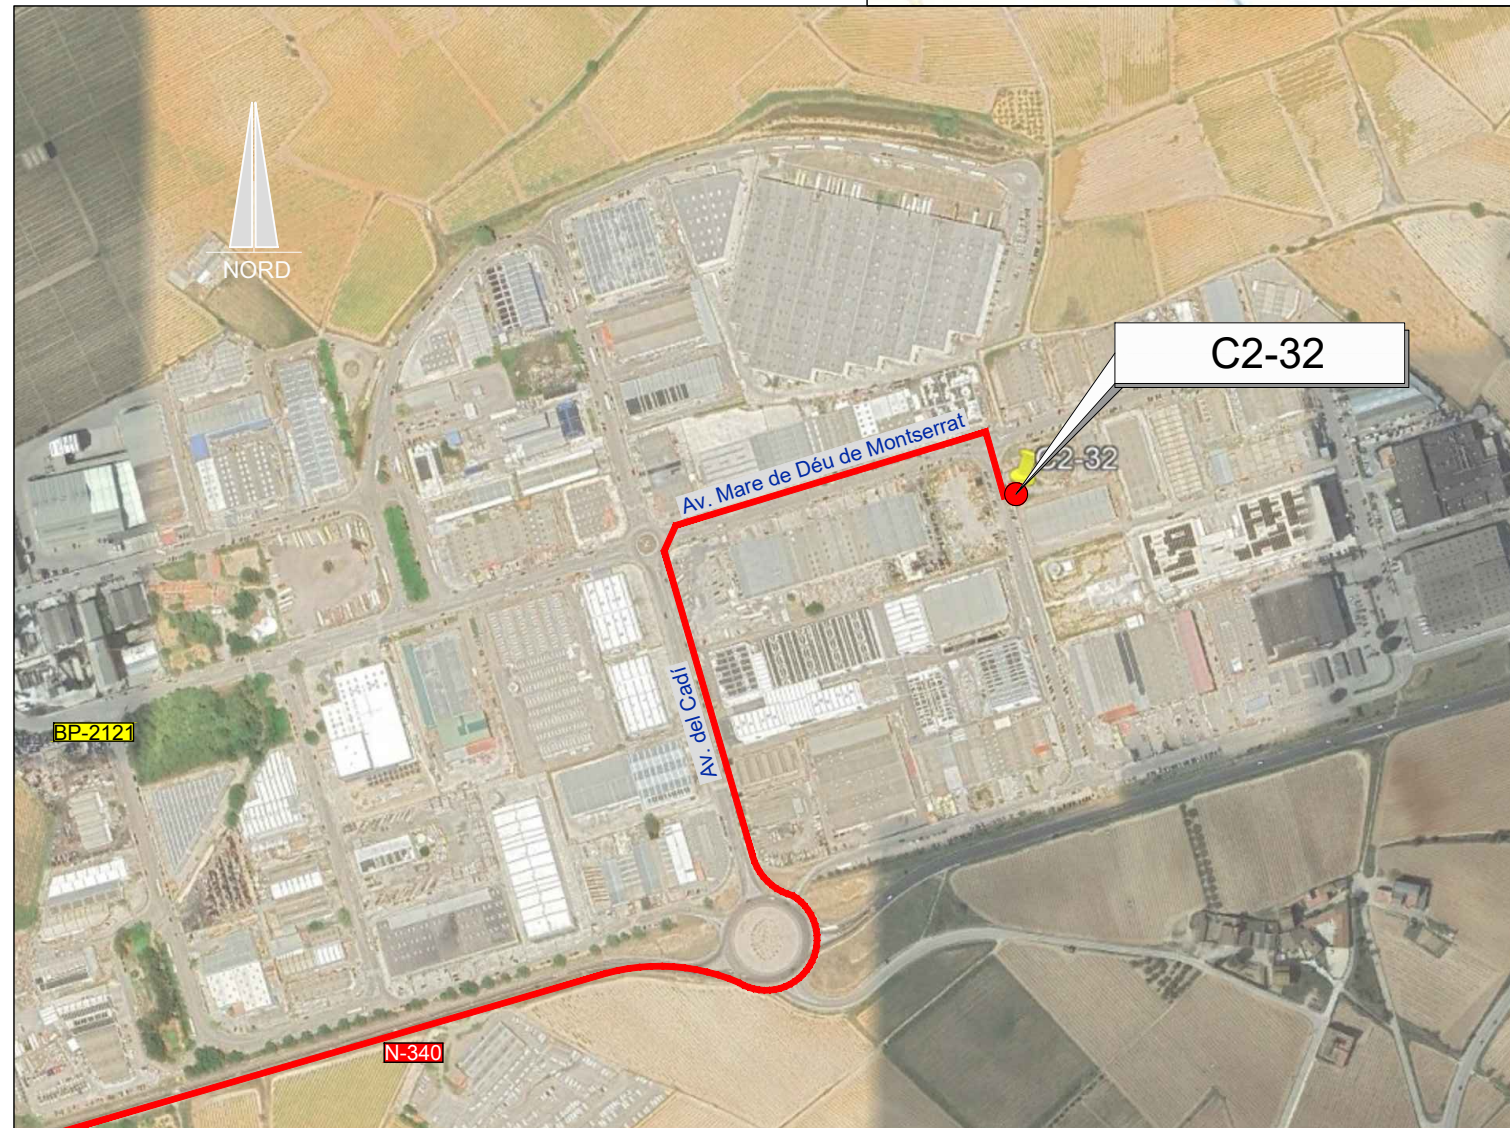 NORD
C2-32
Av. Mare de Déu de Montserrat
C2-32
Av. del Cadí
BP-2121
N-340